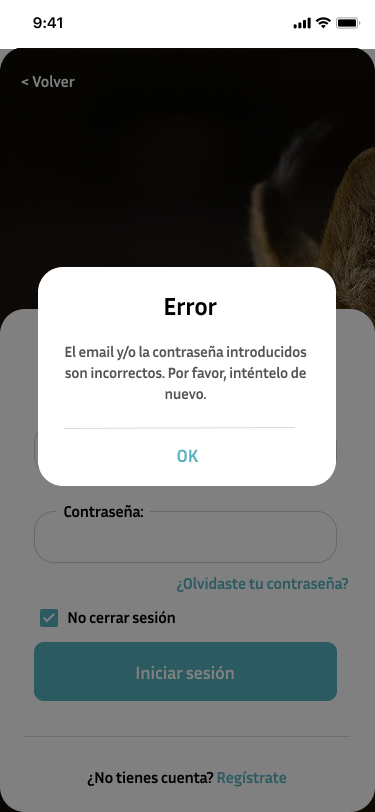 9:41
< Volver
Error
El email y/o la contraseña introducidos
son incorrectos. Por favor, inténtelo de
nuevo.
OK
Contraseña:
¿Olvidaste tu contraseña?
No cerrar sesión
Iniciar sesión
¿No tienes cuenta? Regístrate